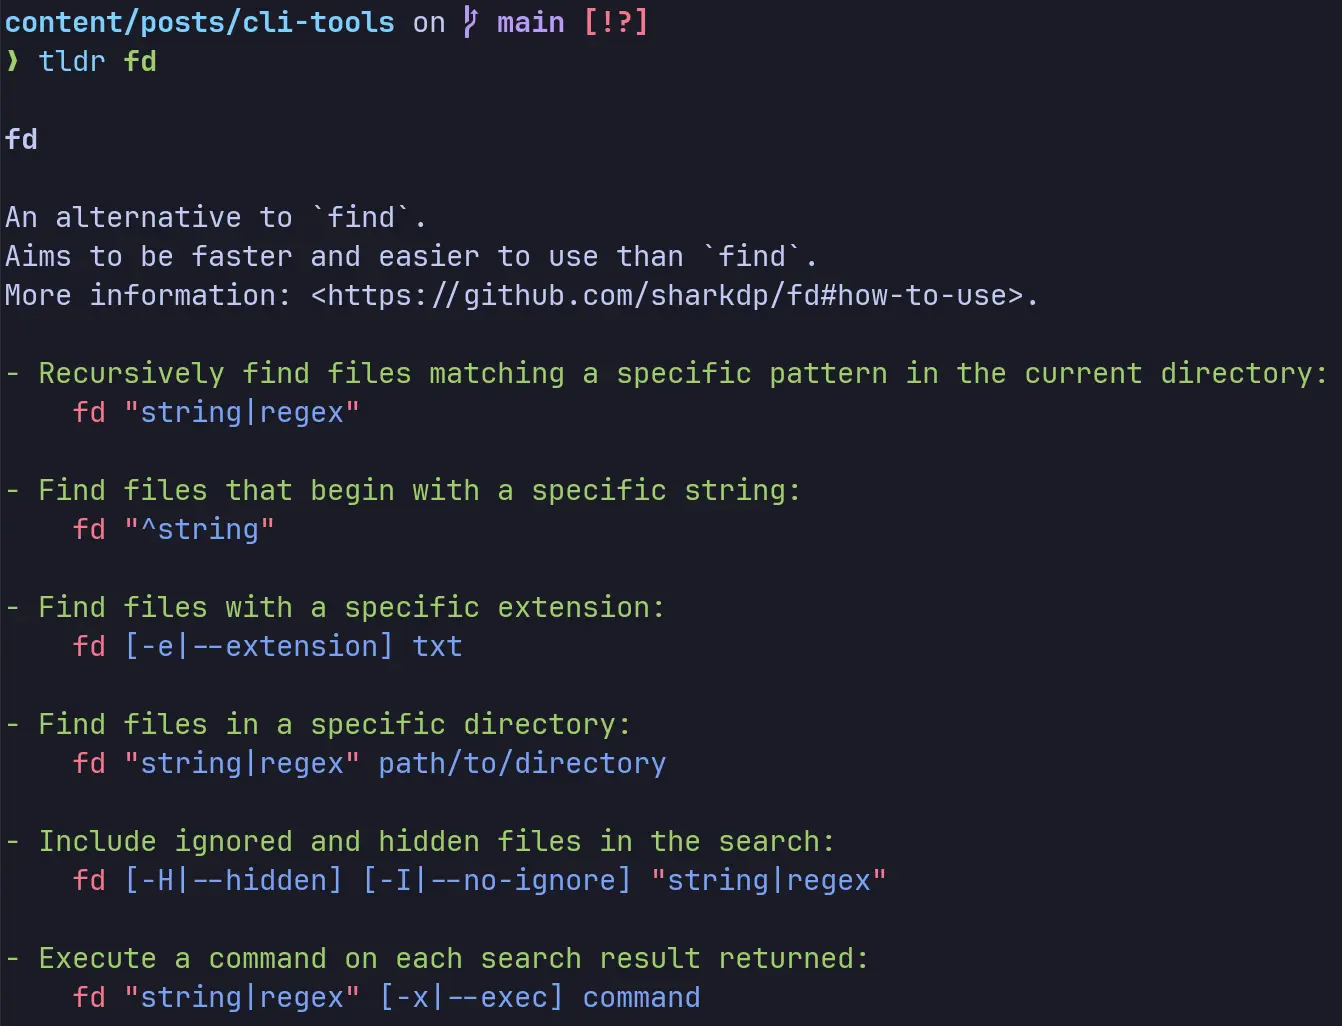 content/posts/cli-tools on main [!?]
❯ tldr fd
fd
An alternative to `find`.
Aims to be faster and easier to use than `find`.
More information: <https://github.com/sharkdp/fd#how-to-use>.
- Recursively find files matching a specific pattern in the current directory:
fd "string|regex"
- Find files that begin with a specific string:
fd "^string"
- Find files with a specific extension:
fd [-e|--extension] txt
- Find files in a specific directory:
fd "string|regex" path/to/directory
- Include ignored and hidden files in the search:
fd [-H|--hidden] [-I|--no-ignore] "string|regex"
- Execute a command on each search result returned:
fd "string|regex" [-x|--exec] command